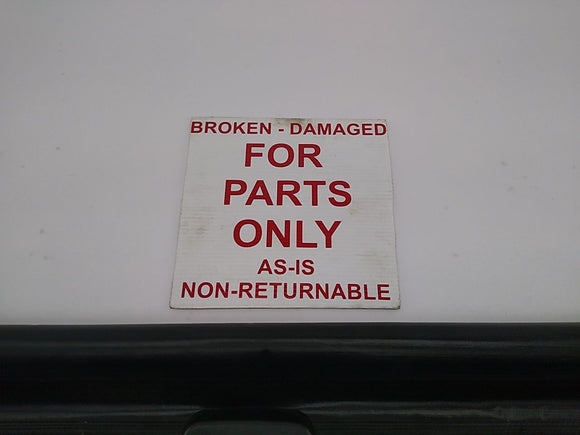 BROKEN - DAMAGED
FOR
PARTS
ONLY
AS-IS
NON-RETURNABLE